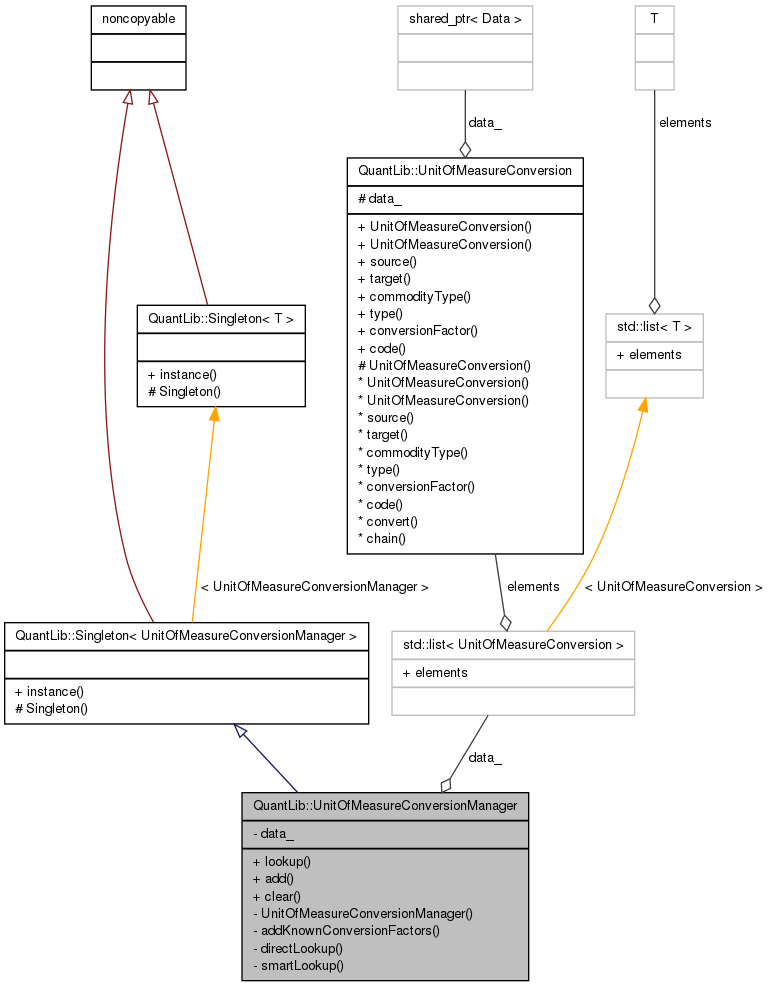 noncopyable
shared_ptr< Data >
T
data_
elements
QuantLib::UnitOfMeasureConversion
# data_
+ UnitOfMeasureConversion()
+ UnitOfMeasureConversion()
+ source()
+ target()
+ commodityType()
+ type()
+ conversionFactor()
+ code()
# UnitOfMeasureConversion()
* UnitOfMeasureConversion()
* UnitOfMeasureConversion()
* source()
* target()
* commodityType()
* type()
* conversionFactor()
* code()
* convert()
* chain()
QuantLib::Singleton< T >
+ instance()
# Singleton()
std::list< T >
+ elements
< UnitOfMeasureConversionManager >
elements
< UnitOfMeasureConversion >
QuantLib::Singleton< UnitOfMeasureConversionManager >
+ instance()
# Singleton()
std::list< UnitOfMeasureConversion >
+ elements
data_
QuantLib::UnitOfMeasureConversionManager
- data_
+ lookup()
+ add()
+ clear()
- UnitOfMeasureConversionManager()
- addKnownConversionFactors()
- directLookup()
- smartLookup()